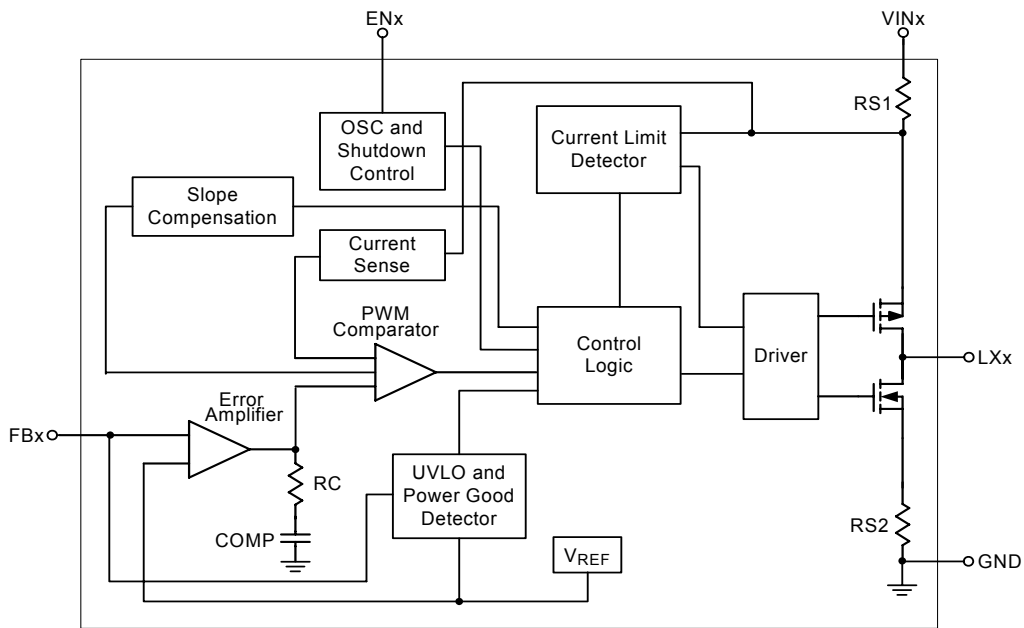 ENx
VINx
RS1
OSC and
Shutdown
Control
Current Limit
Detector
Slope
Compensation
Current
Sense
PWM
Comparator
Control
Logic
Driver
LXx
Error
Amplifier
FBx
RC
UVLO and
Power Good
Detector
RS2
COMP
VREF
GND